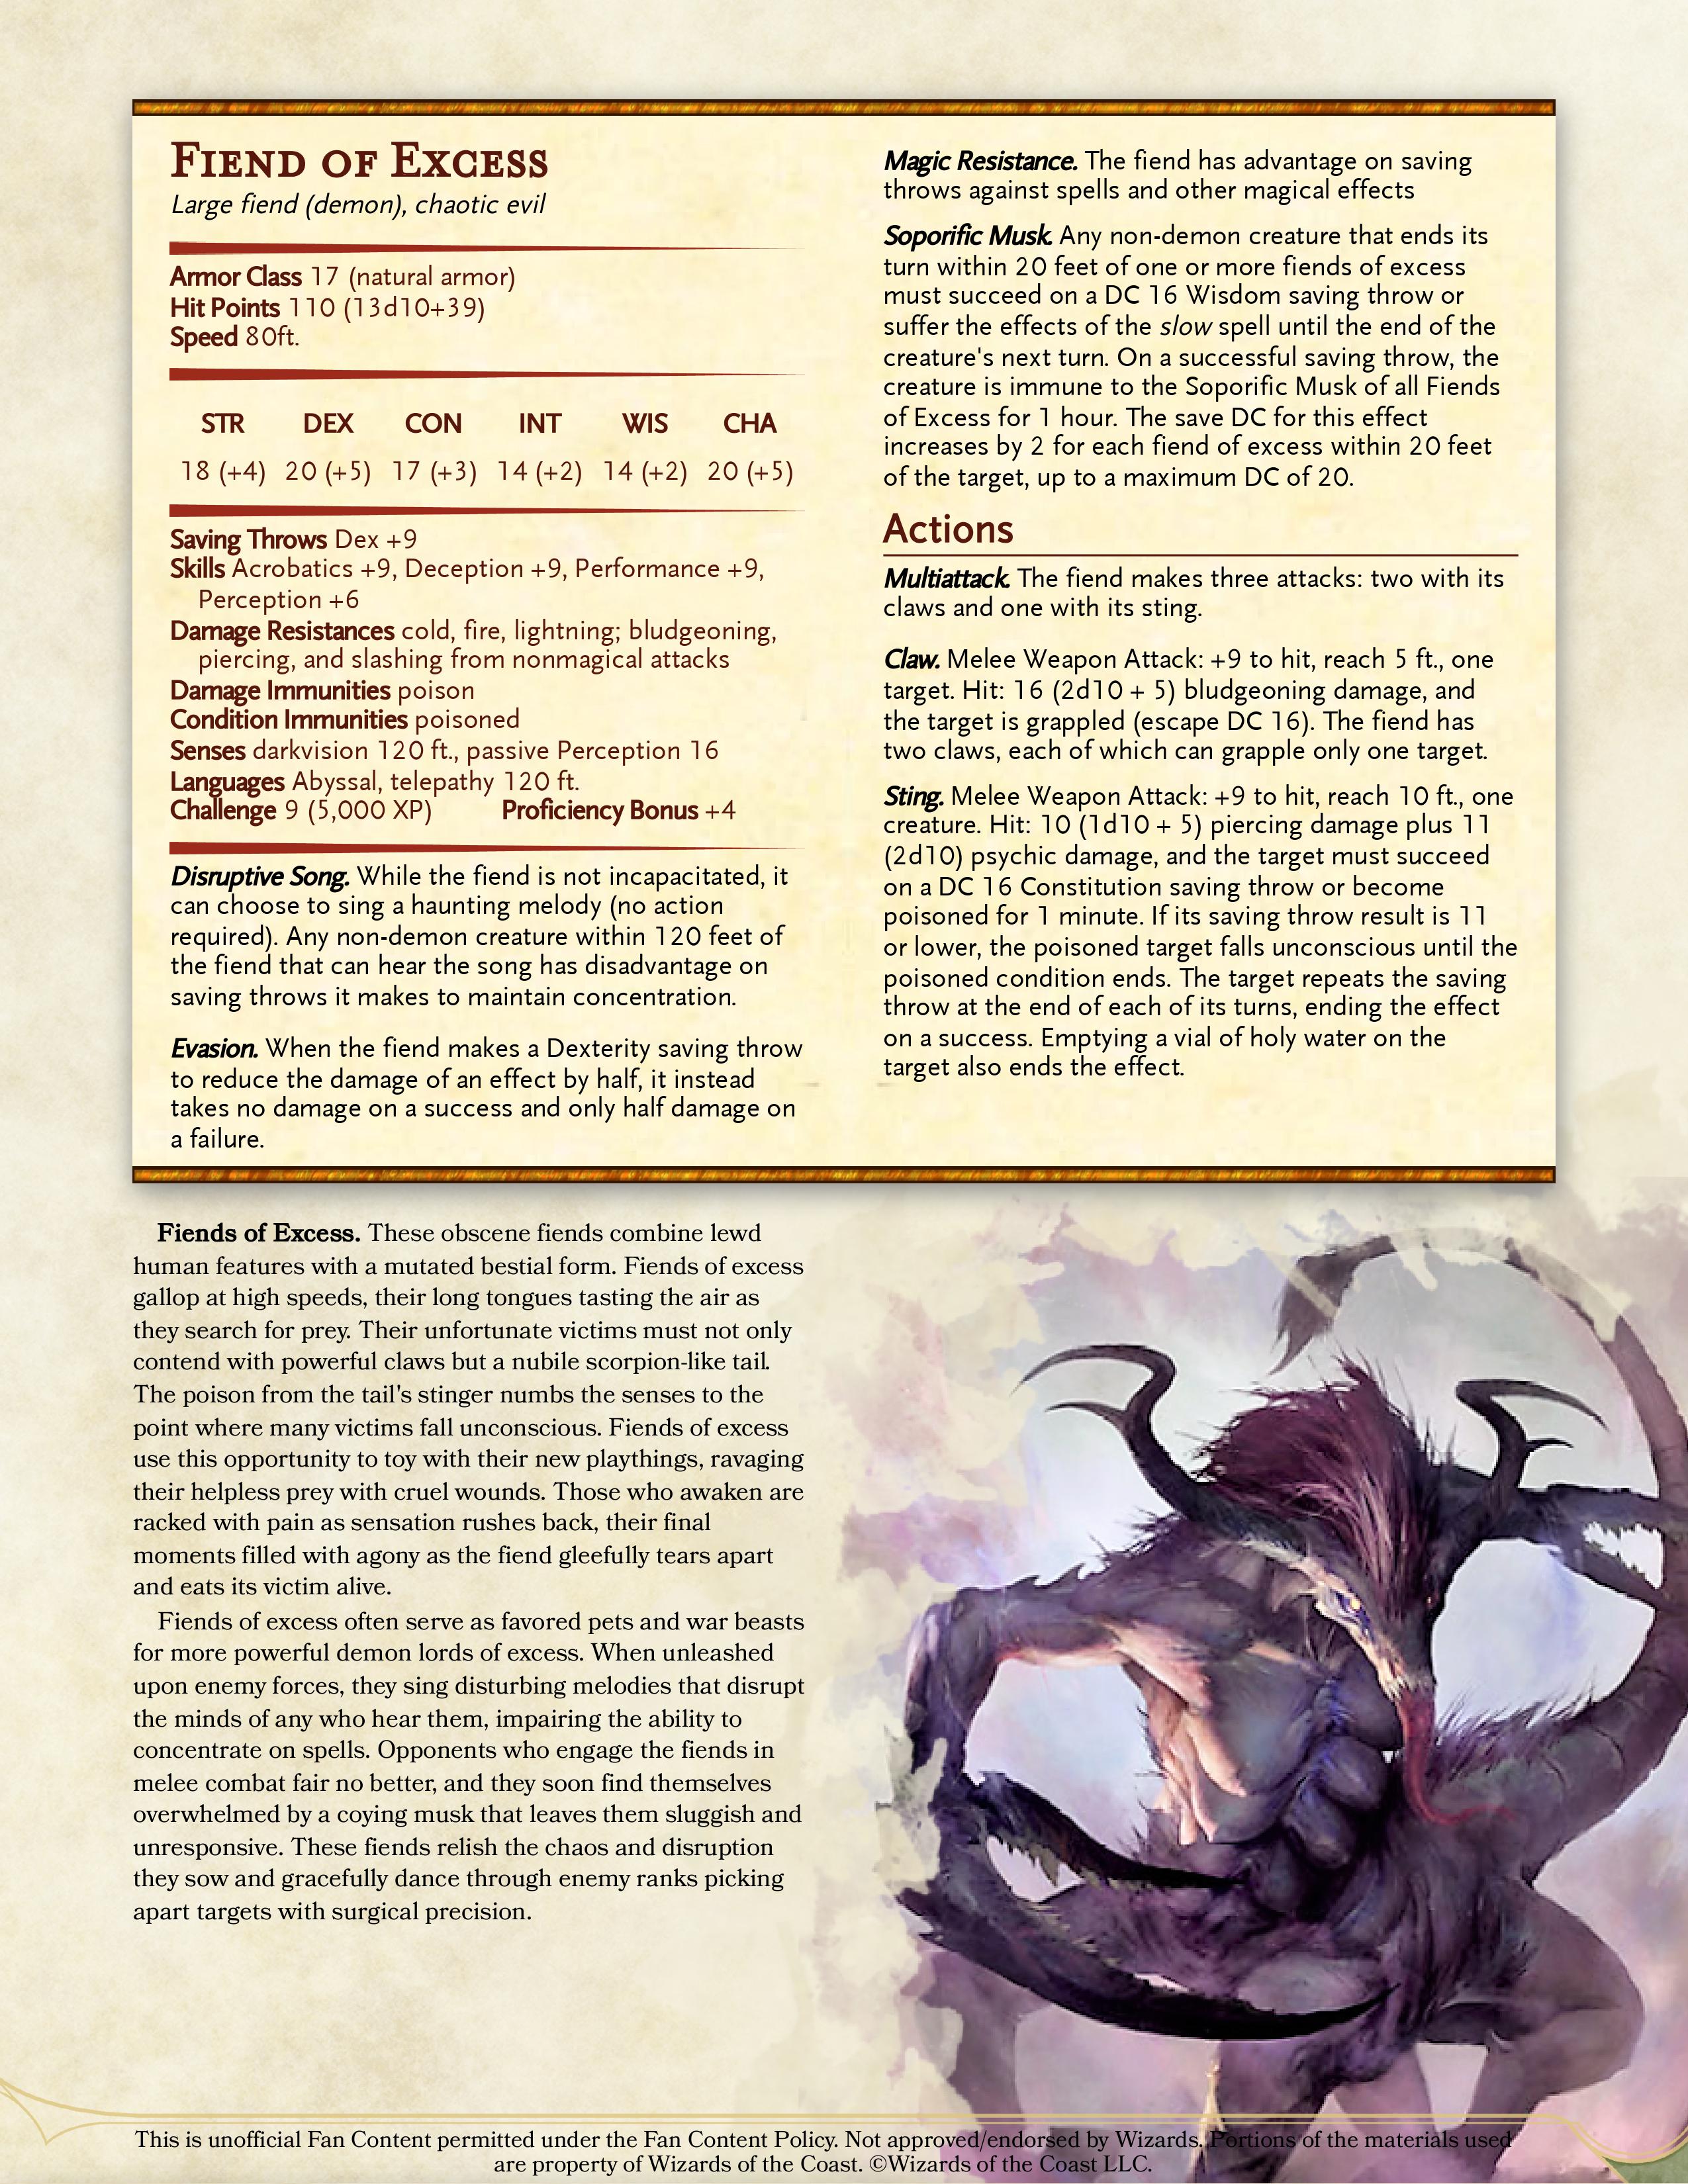 Fiend of Excess
Large fiend (demon), chaotic evil
Armor Class 17 (natural armor)
Hit Points 110 (13d10+39)
Speed 80ft.
STR DEX CON INT WIS CHA
18 (+4) 20 (+5) 17 (+3) 14 (+2) 14 (+2) 20 (+5)
Saving Throws Dex +9
Skills Acrobatics +9, Deception +9, Performance +9,
Perception +6
Damage Resistances cold, fire, lightning; bludgeoning,
piercing, and slashing from nonmagical attacks
Damage Immunities poison
Condition Immunities poisoned
Senses darkvision 120 ft., passive Perception 16
Languages Abyssal, telepathy 120 ft.
Challenge 9 (5,000 XP) Proficiency Bonus +4
Disruptive Song. While the fiend is not incapacitated, it
can choose to sing a haunting melody (no action
required). Any non-demon creature within 120 feet of
the fiend that can hear the song has disadvantage on
saving throws it makes to maintain concentration.
Evasion. When the fiend makes a Dexterity saving throw
to reduce the damage of an effect by half, it instead
takes no damage on a success and only half damage on
a failure.
Magic Resistance. The fiend has advantage on saving
throws against spells and other magical effects
Soporific Musk. Any non-demon creature that ends its
turn within 20 feet of one or more fiends of excess
must succeed on a DC 16 Wisdom saving throw or
suffer the effects of the slow spell until the end of the
creature's next turn. On a successful saving throw, the
creature is immune to the Soporific Musk of all Fiends
of Excess for 1 hour. The save DC for this effect
increases by 2 for each fiend of excess within 20 feet
of the target, up to a maximum DC of 20.
Actions
Multiattack. The fiend makes three attacks: two with its
claws and one with its sting.
Claw. Melee Weapon Attack: +9 to hit, reach 5 ft., one
target. Hit: 16 (2d10 + 5) bludgeoning damage, and
the target is grappled (escape DC 16). The fiend has
two claws, each of which can grapple only one target.
Sting. Melee Weapon Attack: +9 to hit, reach 10 ft., one
creature. Hit: 10 (1d10 + 5) piercing damage plus 11
(2d10) psychic damage, and the target must succeed
on a DC 16 Constitution saving throw or become
poisoned for 1 minute. If its saving throw result is 11
or lower, the poisoned target falls unconscious until the
poisoned condition ends. The target repeats the saving
throw at the end of each of its turns, ending the effect
on a success. Emptying a vial of holy water on the
target also ends the effect.
Fiends of Excess. These obscene fiends combine lewd
human features with a mutated bestial form. Fiends of excess
gallop at high speeds, their long tongues tasting the air as
they search for prey. Their unfortunate victims must not only
contend with powerful claws but a nubile scorpion-like tail.
The poison from the tail's stinger numbs the senses to the
point where many victims fall unconscious. Fiends of excess
use this opportunity to toy with their new playthings, ravaging
their helpless prey with cruel wounds. Those who awaken are
racked with pain as sensation rushes back, their final
moments filled with agony as the fiend gleefully tears apart
and eats its victim alive.
Fiends of excess often serve as favored pets and war beasts
for more powerful demon lords of excess. When unleashed
upon enemy forces, they sing disturbing melodies that disrupt
the minds of any who hear them, impairing the ability to
concentrate on spells. Opponents who engage the fiends in
melee combat fair no better, and they soon find themselves
overwhelmed by a coying musk that leaves them sluggish and
unresponsive. These fiends relish the chaos and disruption
they sow and gracefully dance through enemy ranks picking
apart targets with surgical precision.
This is unofficial Fan Content permitted under the Fan Content Policy. Not approved/endorsed by Wizards. Portions of the materials used
are property of Wizards of the Coast. ©Wizards of the Coast LLC.